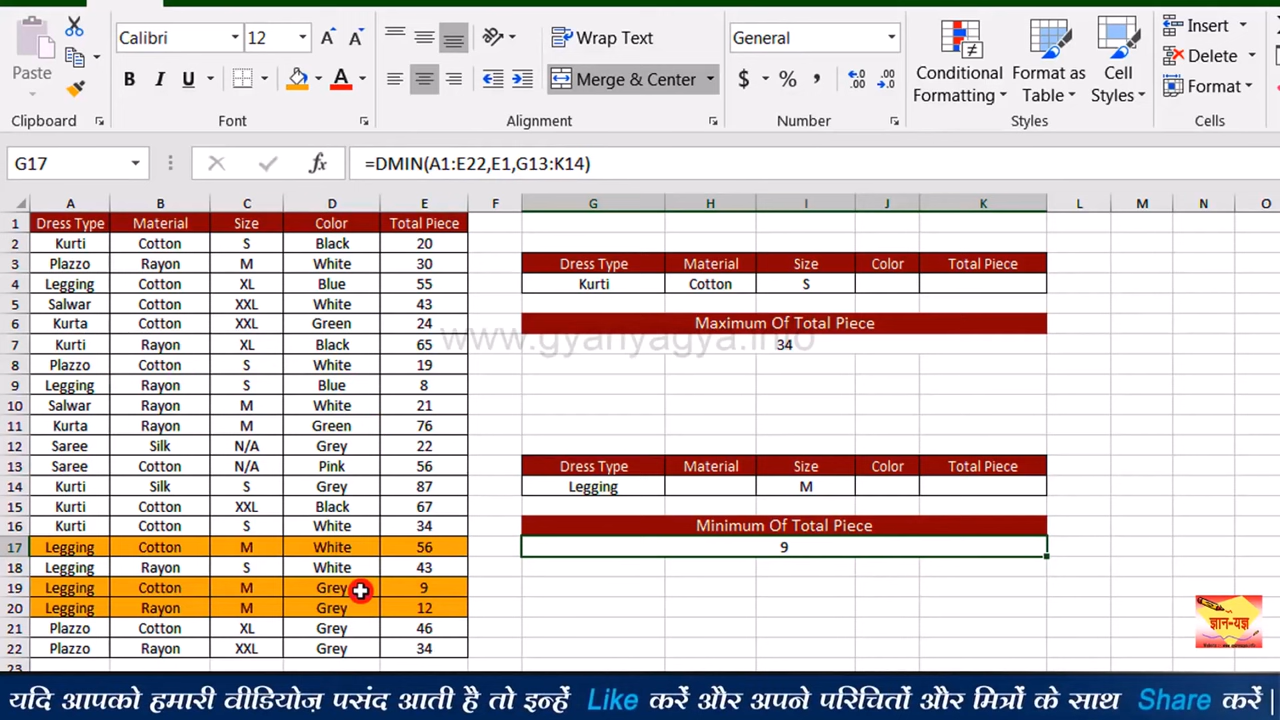 Calibri 12 Wrap Text General Insert
Paste B I U A Merge & Center $ % , Conditional Formatting Format as Table Cell Styles Delete
Format
Clipboard Font Alignment Number Styles Cells
G17 fx =DMIN(A1:E22,E1,G13:K14)
A B C D E F G H I J K L M N O
1 Dress Type Material Size Color Total Piece
2 Kurti Cotton S Black 20
3 Plazzo Rayon M White 30 Dress Type Material Size Color Total Piece
4 Legging Cotton XL Blue 55 Kurti Cotton S
5 Salwar Cotton XXL White 43
6 Kurta Cotton XXL Green 24 Maximum Of Total Piece
www.gyanyagya.info
7 Kurti Rayon XL Black 65 34
8 Plazzo Cotton S White 19
9 Legging Rayon S Blue 8
10 Salwar Rayon M White 21
11 Kurta Rayon M Green 76
12 Saree Silk N/A Grey 22
13 Saree Cotton N/A Pink 56 Dress Type Material Size Color Total Piece
14 Kurti Silk S Grey 87 Legging M
15 Kurti Cotton XXL Black 67
16 Kurti Cotton S White 34 Minimum Of Total Piece
17 Legging Cotton M White 56 9
18 Legging Rayon S White 43
19 Legging Cotton M Grey 9
20 Legging Rayon M Grey 12
21 Plazzo Cotton XL Grey 46
22 Plazzo Rayon XXL Grey 34
23
ज्ञान-यज्ञ
यदि आपको हमारी वीडियोज़ पसंद आती है तो इन्हें Like करें और अपने परिचितों और मित्रों के साथ Share करें |